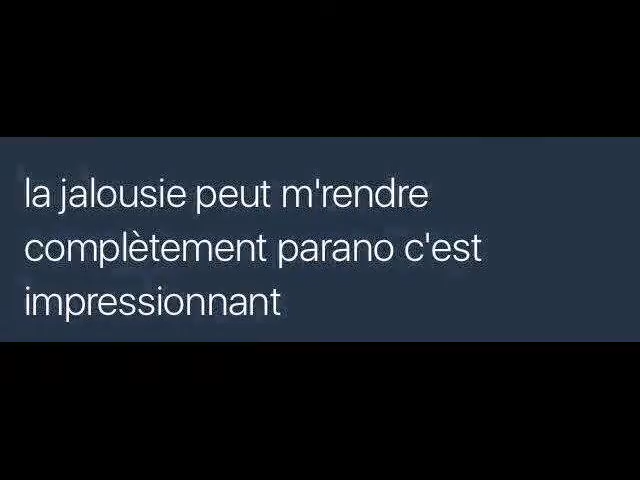 la jalousie peut m'rendre
complètement parano c'est
impressionnant